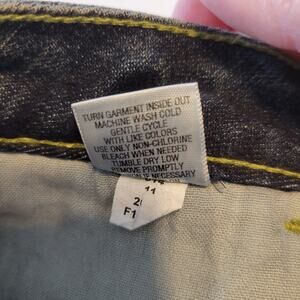 TURN GARMENT INSIDE OUT
MACHINE WASH COLD
GENTLE CYCLE
WITH LIKE COLORS
USE ONLY NON-CHLORINE
BLEACH WHEN NEEDED
TUMBLE DRY LOW
REMOVE PROMPTLY
IF NECESSARY
11
2
F1